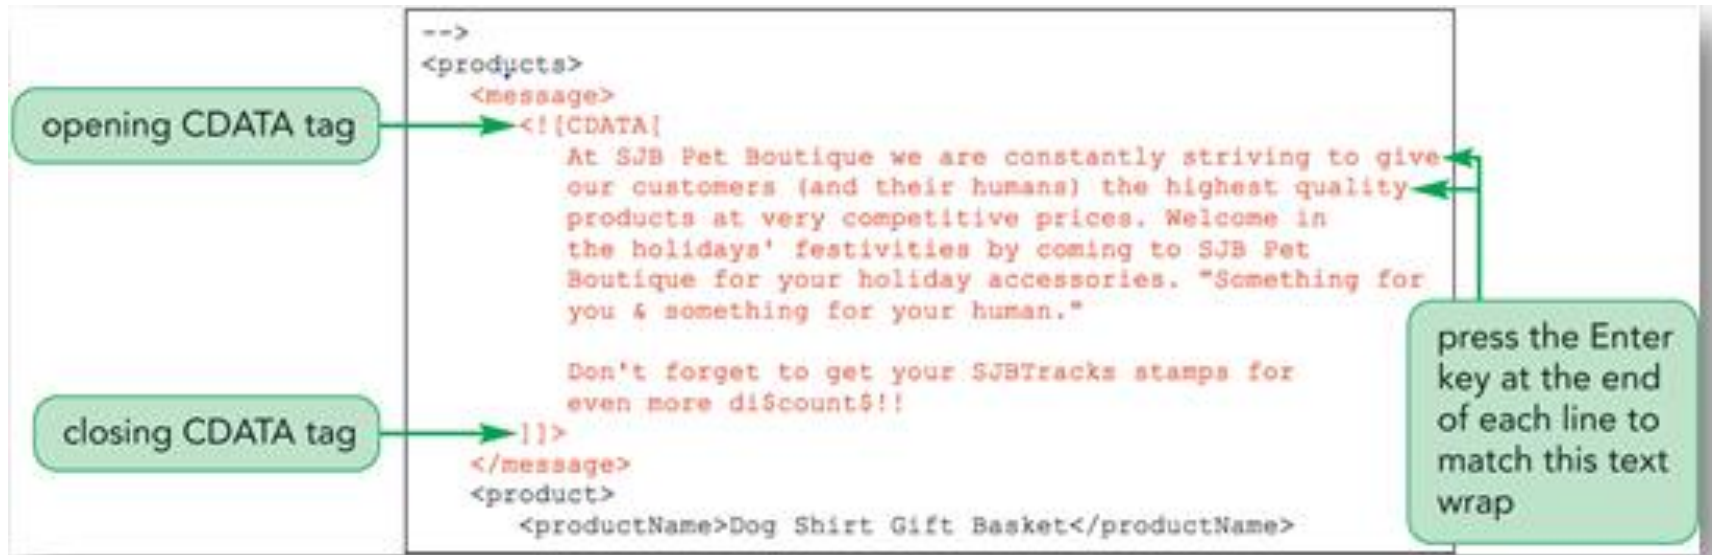 -->
<products>
<message>
opening CDATA tag
<![CDATA[
At SJB Pet Boutique we are constantly striving to give
our customers (and their humans) the highest quality
products at very competitive prices. Welcome in
the holidays' festivities by coming to SJB Pet
Boutique for your holiday accessories. "Something for
you & something for your human."
Don't forget to get your SJBTracks stamps for
even more di$count$!!
closing CDATA tag
]]>
</message>
<product>
<productName>Dog Shirt Gift Basket</productName>
press the Enter
key at the end
of each line to
match this text
wrap